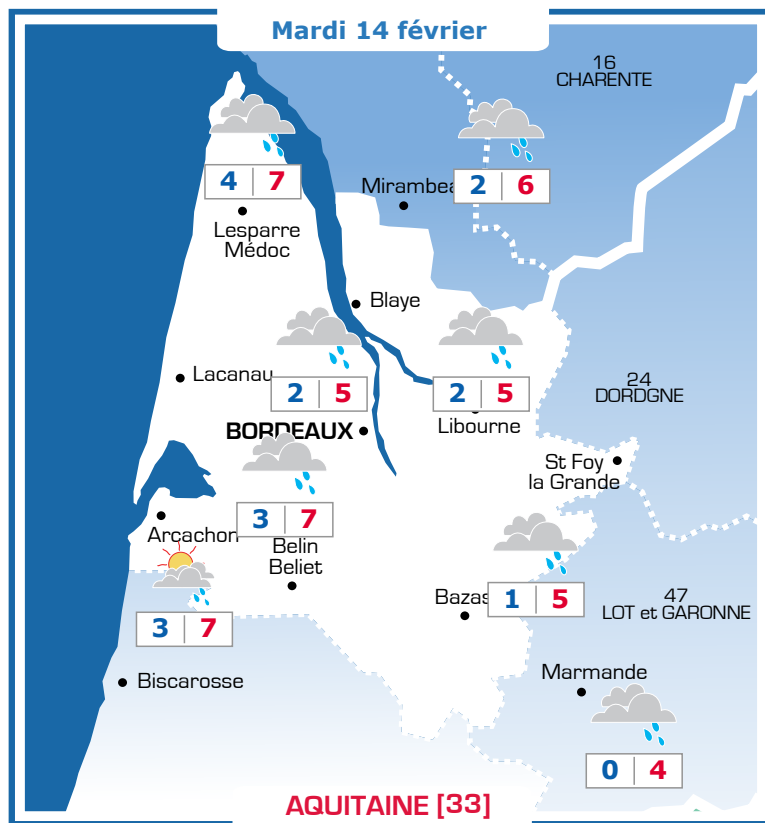 Mardi 14 février
16
CHARENTE
4 7
2 6
Mirambea
Lesparre
Médoc
Blaye
Lacanau
2 5
2 5
24
DORDGNE
BORDEAUX
Libourne
St Foy
la Grande
3 7
Arcachon
Belin
Beliet
1 5
Bazas
47
LOT et GARONNE
3 7
Biscarosse
Marmande
0 4
AQUITAINE [33]